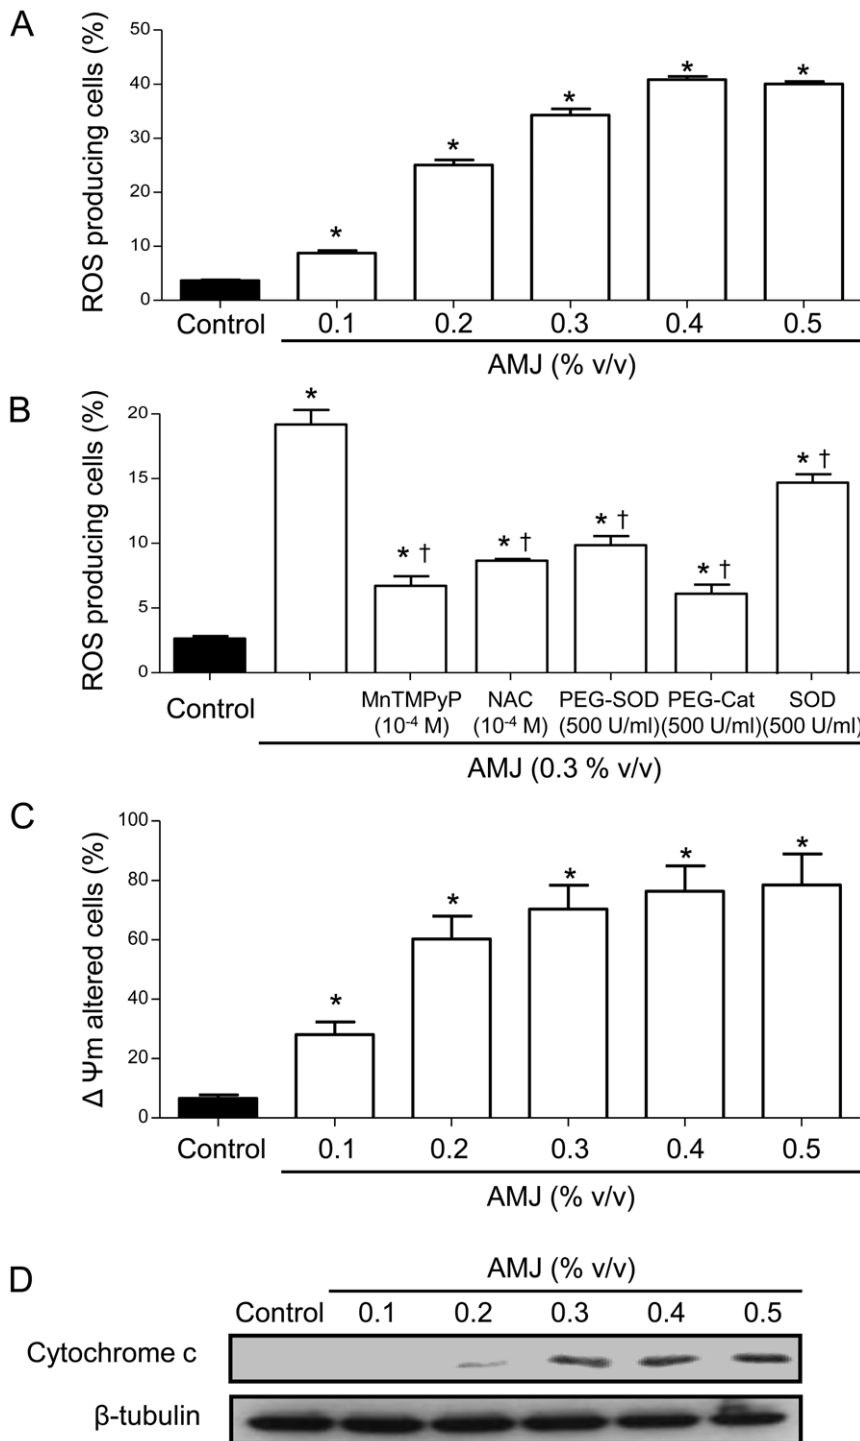 A
ROS producing cells (%)
50
40
30
20
10
0
* * * * *
Control 0.1 0.2 0.3 0.4 0.5
AMJ (% v/v)
B
ROS producing cells (%)
20
15
10
5
0
* * † * † * † * † * †
Control
MnTMPyP NAC PEG-SOD PEG-Cat SOD
(10⁻⁴ M) (10⁻⁴ M) (500 U/ml) (500 U/ml) (500 U/ml)
AMJ (0.3 % v/v)
C
Δ Ψm altered cells (%)
100
80
60
40
20
0
* * * * *
Control 0.1 0.2 0.3 0.4 0.5
AMJ (% v/v)
D
AMJ (% v/v)
Control 0.1 0.2 0.3 0.4 0.5
Cytochrome c
β-tubulin